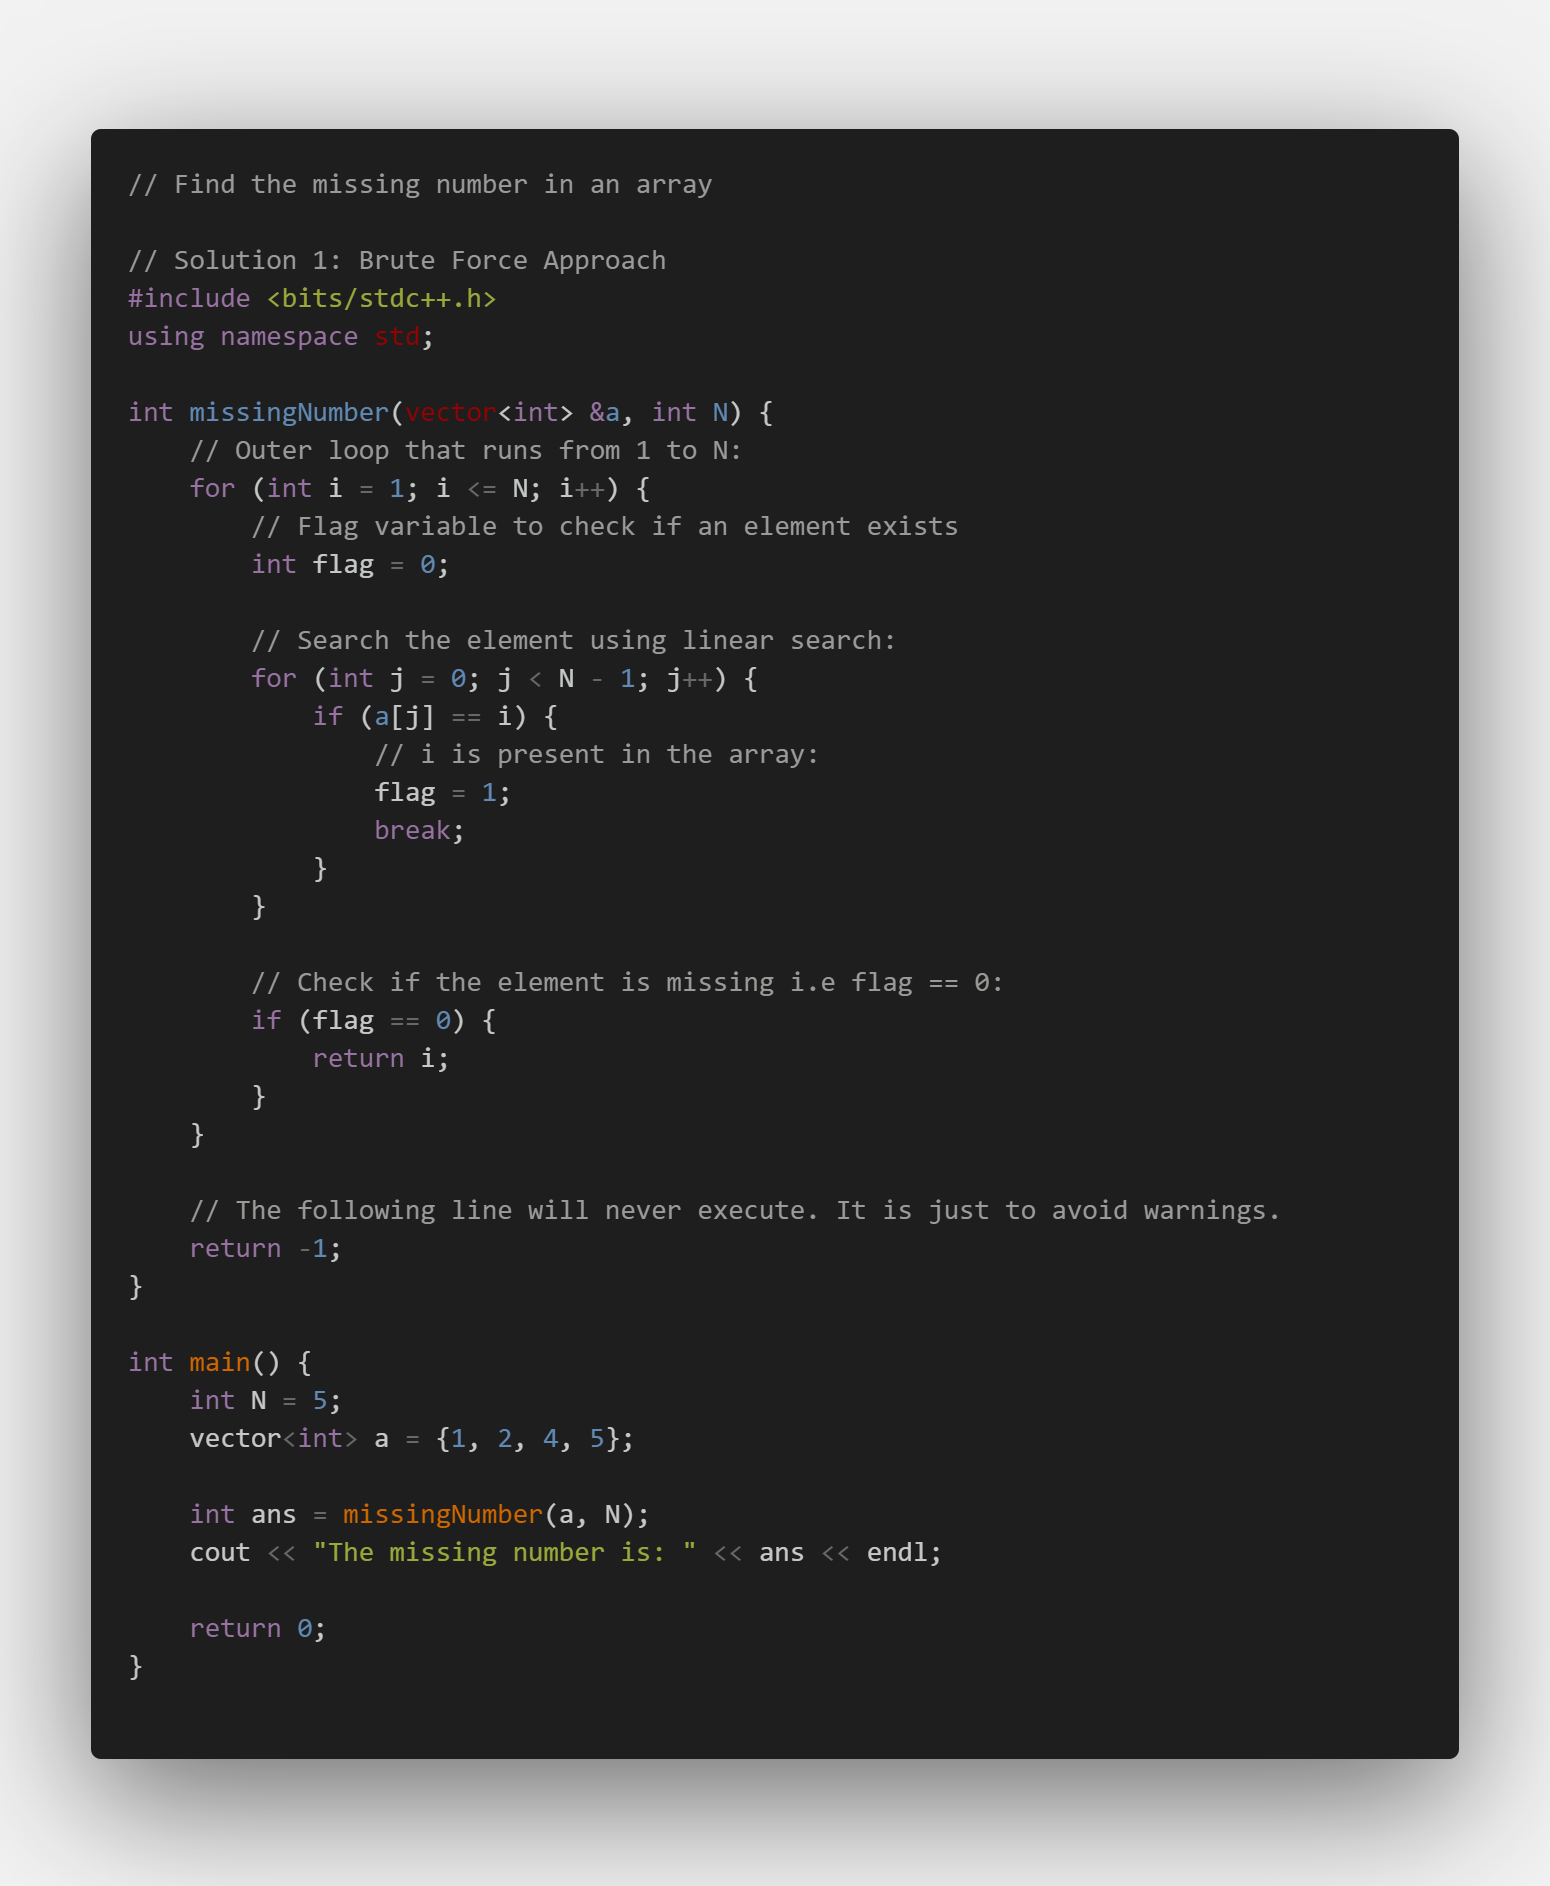 // Find the missing number in an array

// Solution 1: Brute Force Approach
#include <bits/stdc++.h>
using namespace std;

int missingNumber(vector<int> &a, int N) {
    // Outer loop that runs from 1 to N:
    for (int i = 1; i <= N; i++) {
        // Flag variable to check if an element exists
        int flag = 0;

        // Search the element using linear search:
        for (int j = 0; j < N - 1; j++) {
            if (a[j] == i) {
                // i is present in the array:
                flag = 1;
                break;
            }
        }

        // Check if the element is missing i.e flag == 0:
        if (flag == 0) {
            return i;
        }
    }

    // The following line will never execute. It is just to avoid warnings.
    return -1;
}

int main() {
    int N = 5;
    vector<int> a = {1, 2, 4, 5};

    int ans = missingNumber(a, N);
    cout << "The missing number is: " << ans << endl;

    return 0;
}